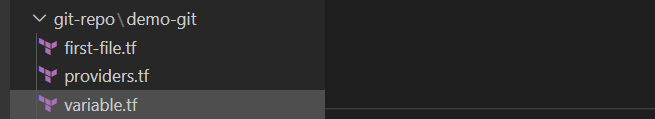 git-repo\demo-git
first-file.tf
providers.tf
variable.tf